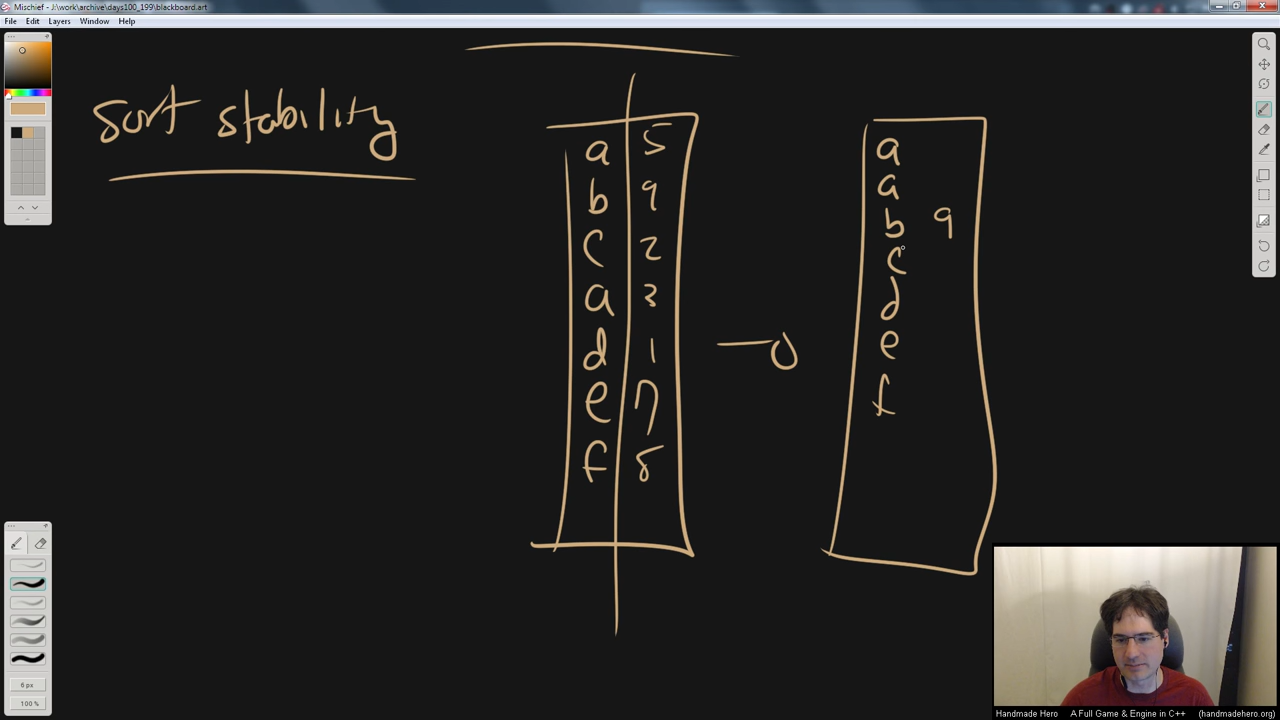 Mischief - J:\work\archive\days100_199\blackboard.art
File Edit Layers Window Help
sort stability
a 5
b 9
c 2
a 3
d 1
e 7
f 8
a
a
b 9
c
d
e
f
6 px
100 %
Handmade Hero A Full Game & Engine in C++ (handmadehero.org)